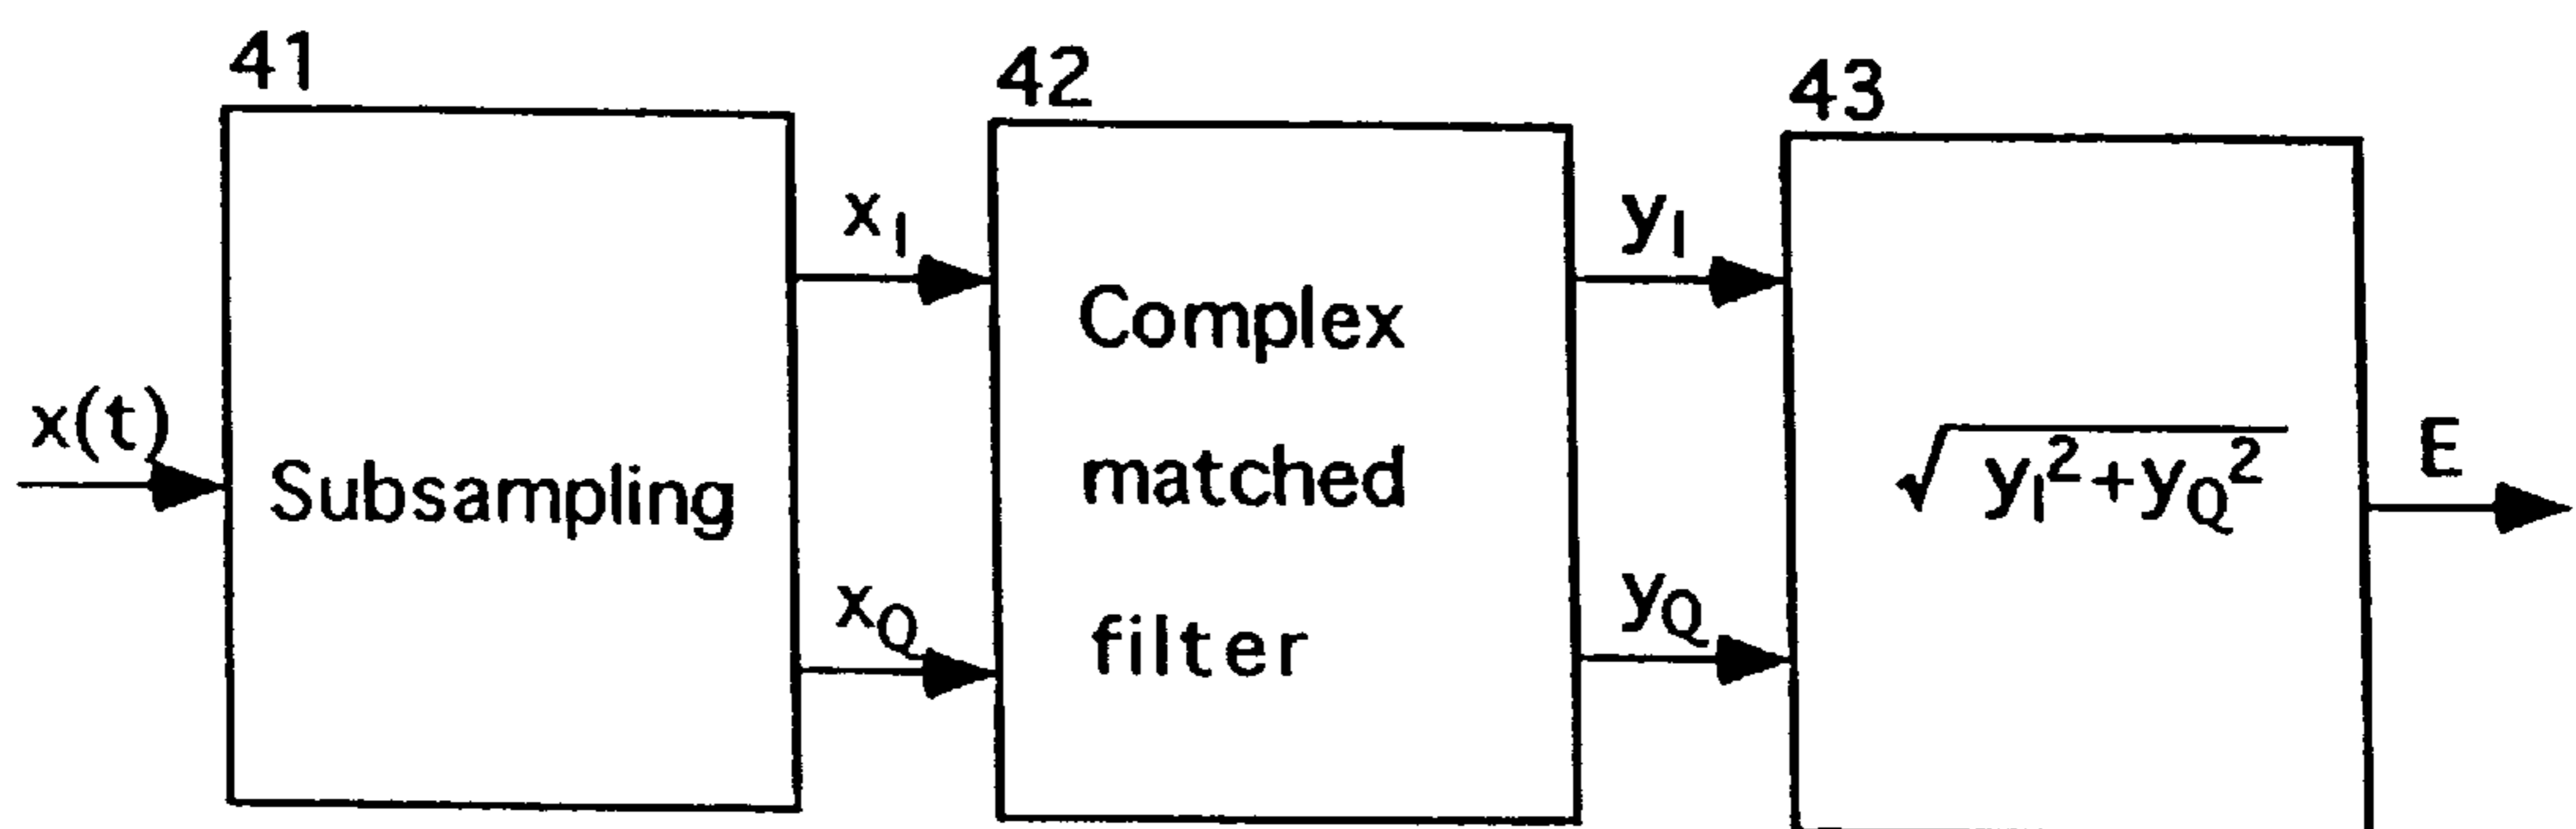 41
42
43
x(t)
Subsampling
x_I
x_Q
Complex
matched
filter
y_I
y_Q
√(y_I²+y_Q²)
E